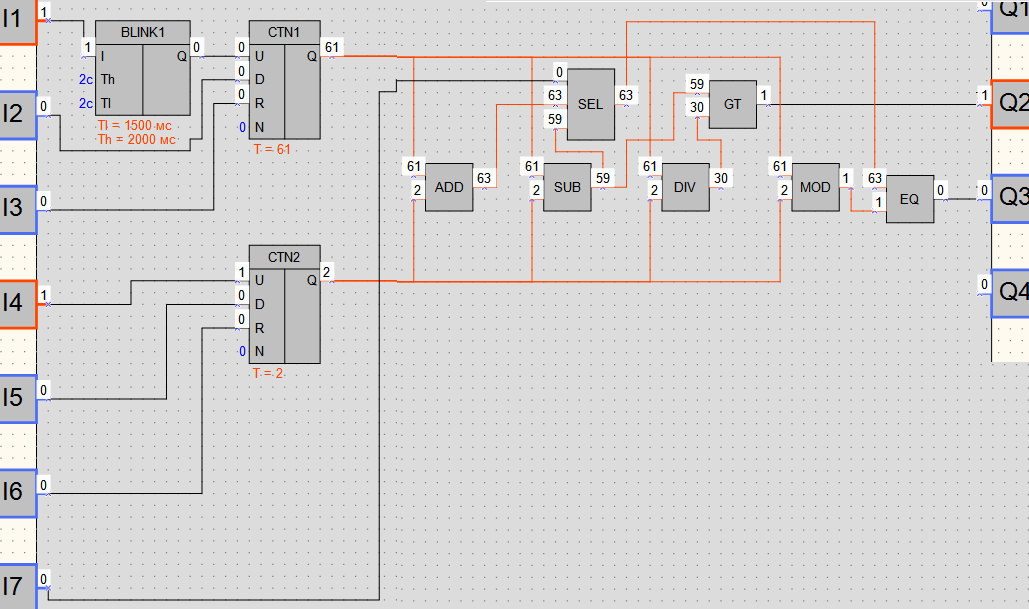 I1
1
BLINK1
1
I
Q
0
2с
Th
2с
Tl
Tl = 1500 мс
Th = 2000 мс
CTN1
0
U
Q
61
0
D
0
R
0
N
T = 61
I2
0
I3
0
0
63
59
SEL
63
59
30
GT
1
61
2
ADD
63
61
2
SUB
59
61
2
DIV
30
61
2
MOD
1
63
1
EQ
0
0
Q1
1
Q2
0
Q3
0
Q4
CTN2
1
U
Q
2
0
D
0
R
0
N
T = 2
I4
1
I5
0
I6
0
I7
0